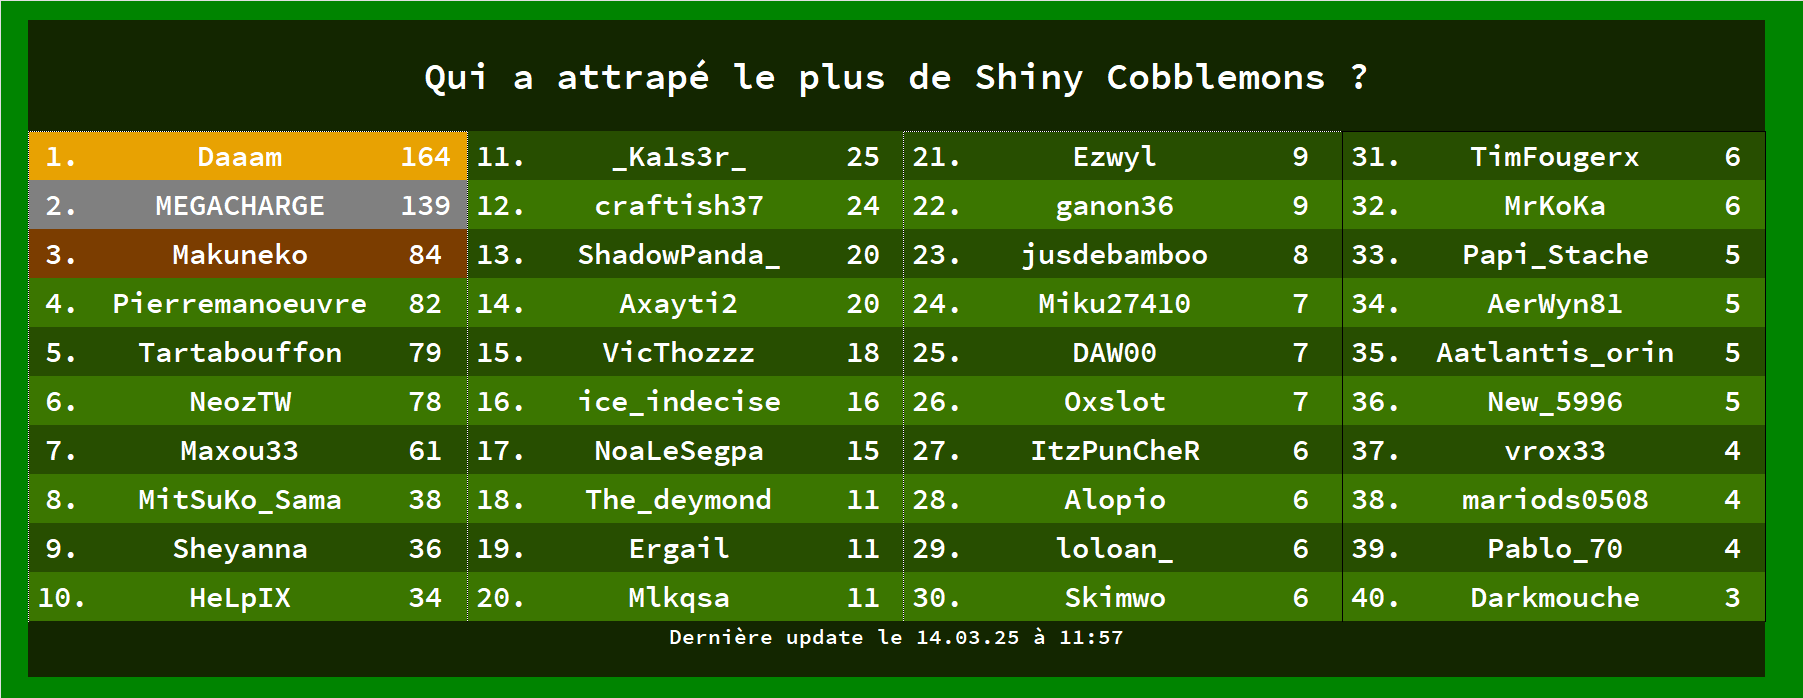 Qui a attrapé le plus de Shiny Cobblemons ?
1. Daaam 164
2. MEGACHARGE 139
3. Makuneko 84
4. Pierremanoeuvre 82
5. Tartabouffon 79
6. NeozTW 78
7. Maxou33 61
8. MitSuKo_Sama 38
9. Sheyanna 36
10. HeLpIX 34
11. _Ka1s3r_ 25
12. craftish37 24
13. ShadowPanda_ 20
14. Axayti2 20
15. VicThozzz 18
16. ice_indecise 16
17. NoaLeSegpa 15
18. The_deymond 11
19. Ergail 11
20. Mlkqsa 11
21. Ezwyl 9
22. ganon36 9
23. jusdebamboo 8
24. Miku27410 7
25. DAW00 7
26. Oxslot 7
27. ItzPunCheR 6
28. Alopio 6
29. loloan_ 6
30. Skimwo 6
31. TimFougerx 6
32. MrKoKa 6
33. Papi_Stache 5
34. AerWyn81 5
35. Aatlantis_orin 5
36. New_5996 5
37. vrox33 4
38. mariods0508 4
39. Pablo_70 4
40. Darkmouche 3
Dernière update le 14.03.25 à 11:57